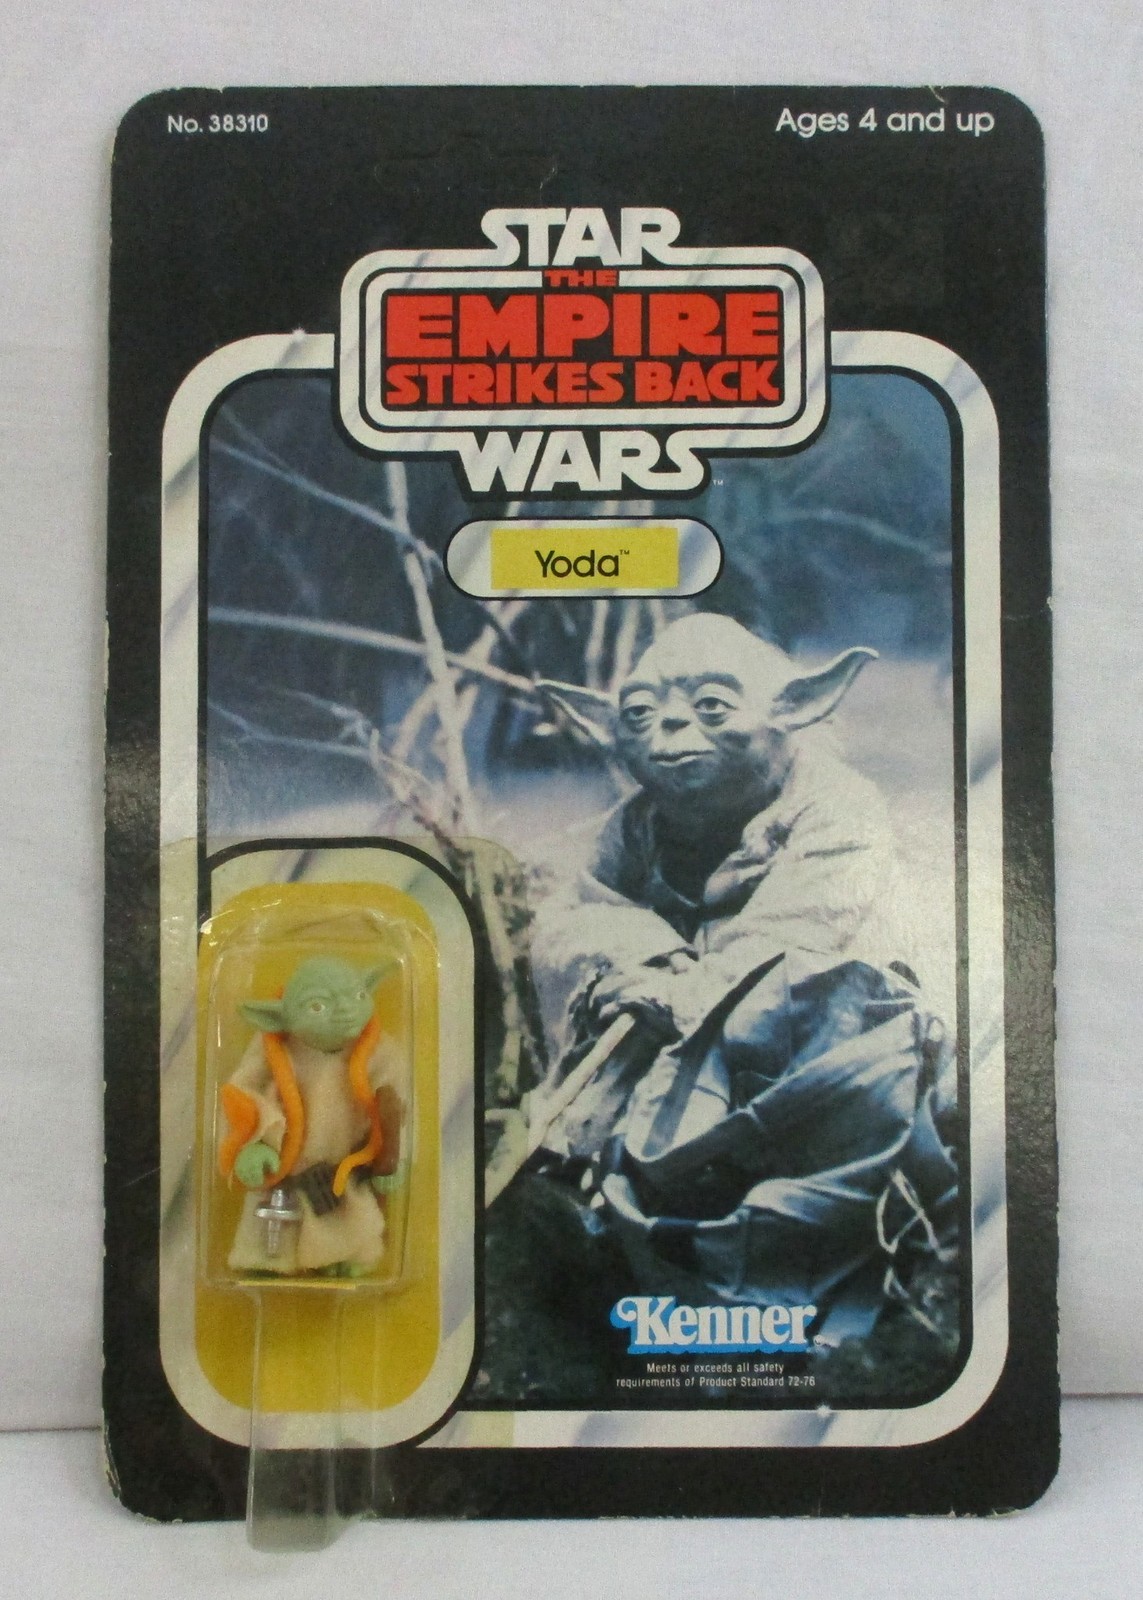 No. 38310
Ages 4 and up
STAR
THE
EMPIRE
STRIKES BACK
WARS™
Yoda™
Kenner®
Meets or exceeds all safety
requirements of Product Standard 72-76